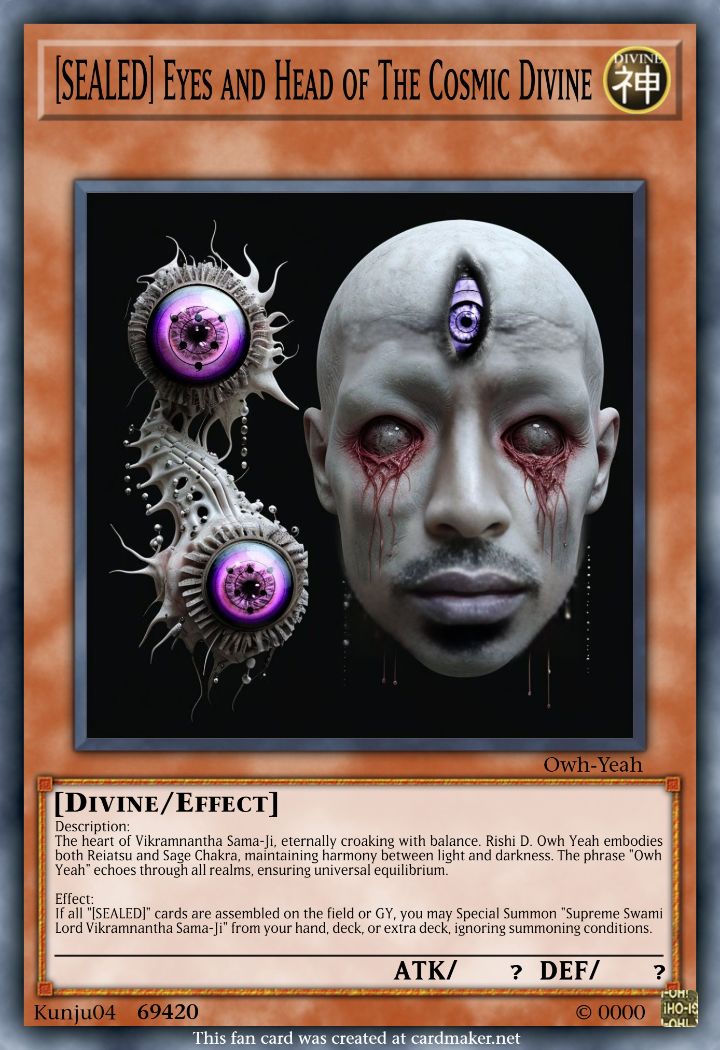 [SEALED] Eyes and Head of The Cosmic Divine
DIVINE
神
Owh-Yeah
[Divine/Effect]
Description:
The heart of Vikramnantha Sama-Ji, eternally croaking with balance. Rishi D. Owh Yeah embodies
both Reiatsu and Sage Chakra, maintaining harmony between light and darkness. The phrase "Owh
Yeah" echoes through all realms, ensuring universal equilibrium.
Effect:
If all "[SEALED]" cards are assembled on the field or GY, you may Special Summon "Supreme Swami
Lord Vikramnantha Sama-Ji" from your hand, deck, or extra deck, ignoring summoning conditions.
ATK/ ? DEF/ ?
Kunju04 69420 © 0000
This fan card was created at cardmaker.net